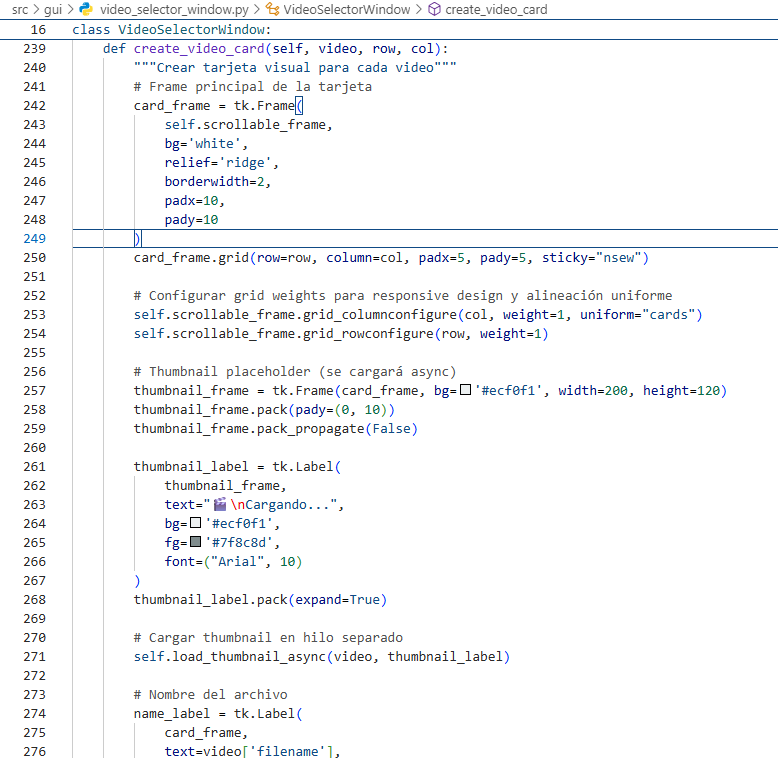 src > gui > video_selector_window.py > VideoSelectorWindow > create_video_card
16 class VideoSelectorWindow:
239     def create_video_card(self, video, row, col):
240         """Crear tarjeta visual para cada video"""
241         # Frame principal de la tarjeta
242         card_frame = tk.Frame(
243             self.scrollable_frame,
244             bg='white',
245             relief='ridge',
246             borderwidth=2,
247             padx=10,
248             pady=10
249         )
250         card_frame.grid(row=row, column=col, padx=5, pady=5, sticky="nsew")
251
252         # Configurar grid weights para responsive design y alineación uniforme
253         self.scrollable_frame.grid_columnconfigure(col, weight=1, uniform="cards")
254         self.scrollable_frame.grid_rowconfigure(row, weight=1)
255
256         # Thumbnail placeholder (se cargará async)
257         thumbnail_frame = tk.Frame(card_frame, bg='#ecf0f1', width=200, height=120)
258         thumbnail_frame.pack(pady=(0, 10))
259         thumbnail_frame.pack_propagate(False)
260
261         thumbnail_label = tk.Label(
262             thumbnail_frame,
263             text="🎬\nCargando...",
264             bg='#ecf0f1',
265             fg='#7f8c8d',
266             font=("Arial", 10)
267         )
268         thumbnail_label.pack(expand=True)
269
270         # Cargar thumbnail en hilo separado
271         self.load_thumbnail_async(video, thumbnail_label)
272
273         # Nombre del archivo
274         name_label = tk.Label(
275             card_frame,
276             text=video['filename'],